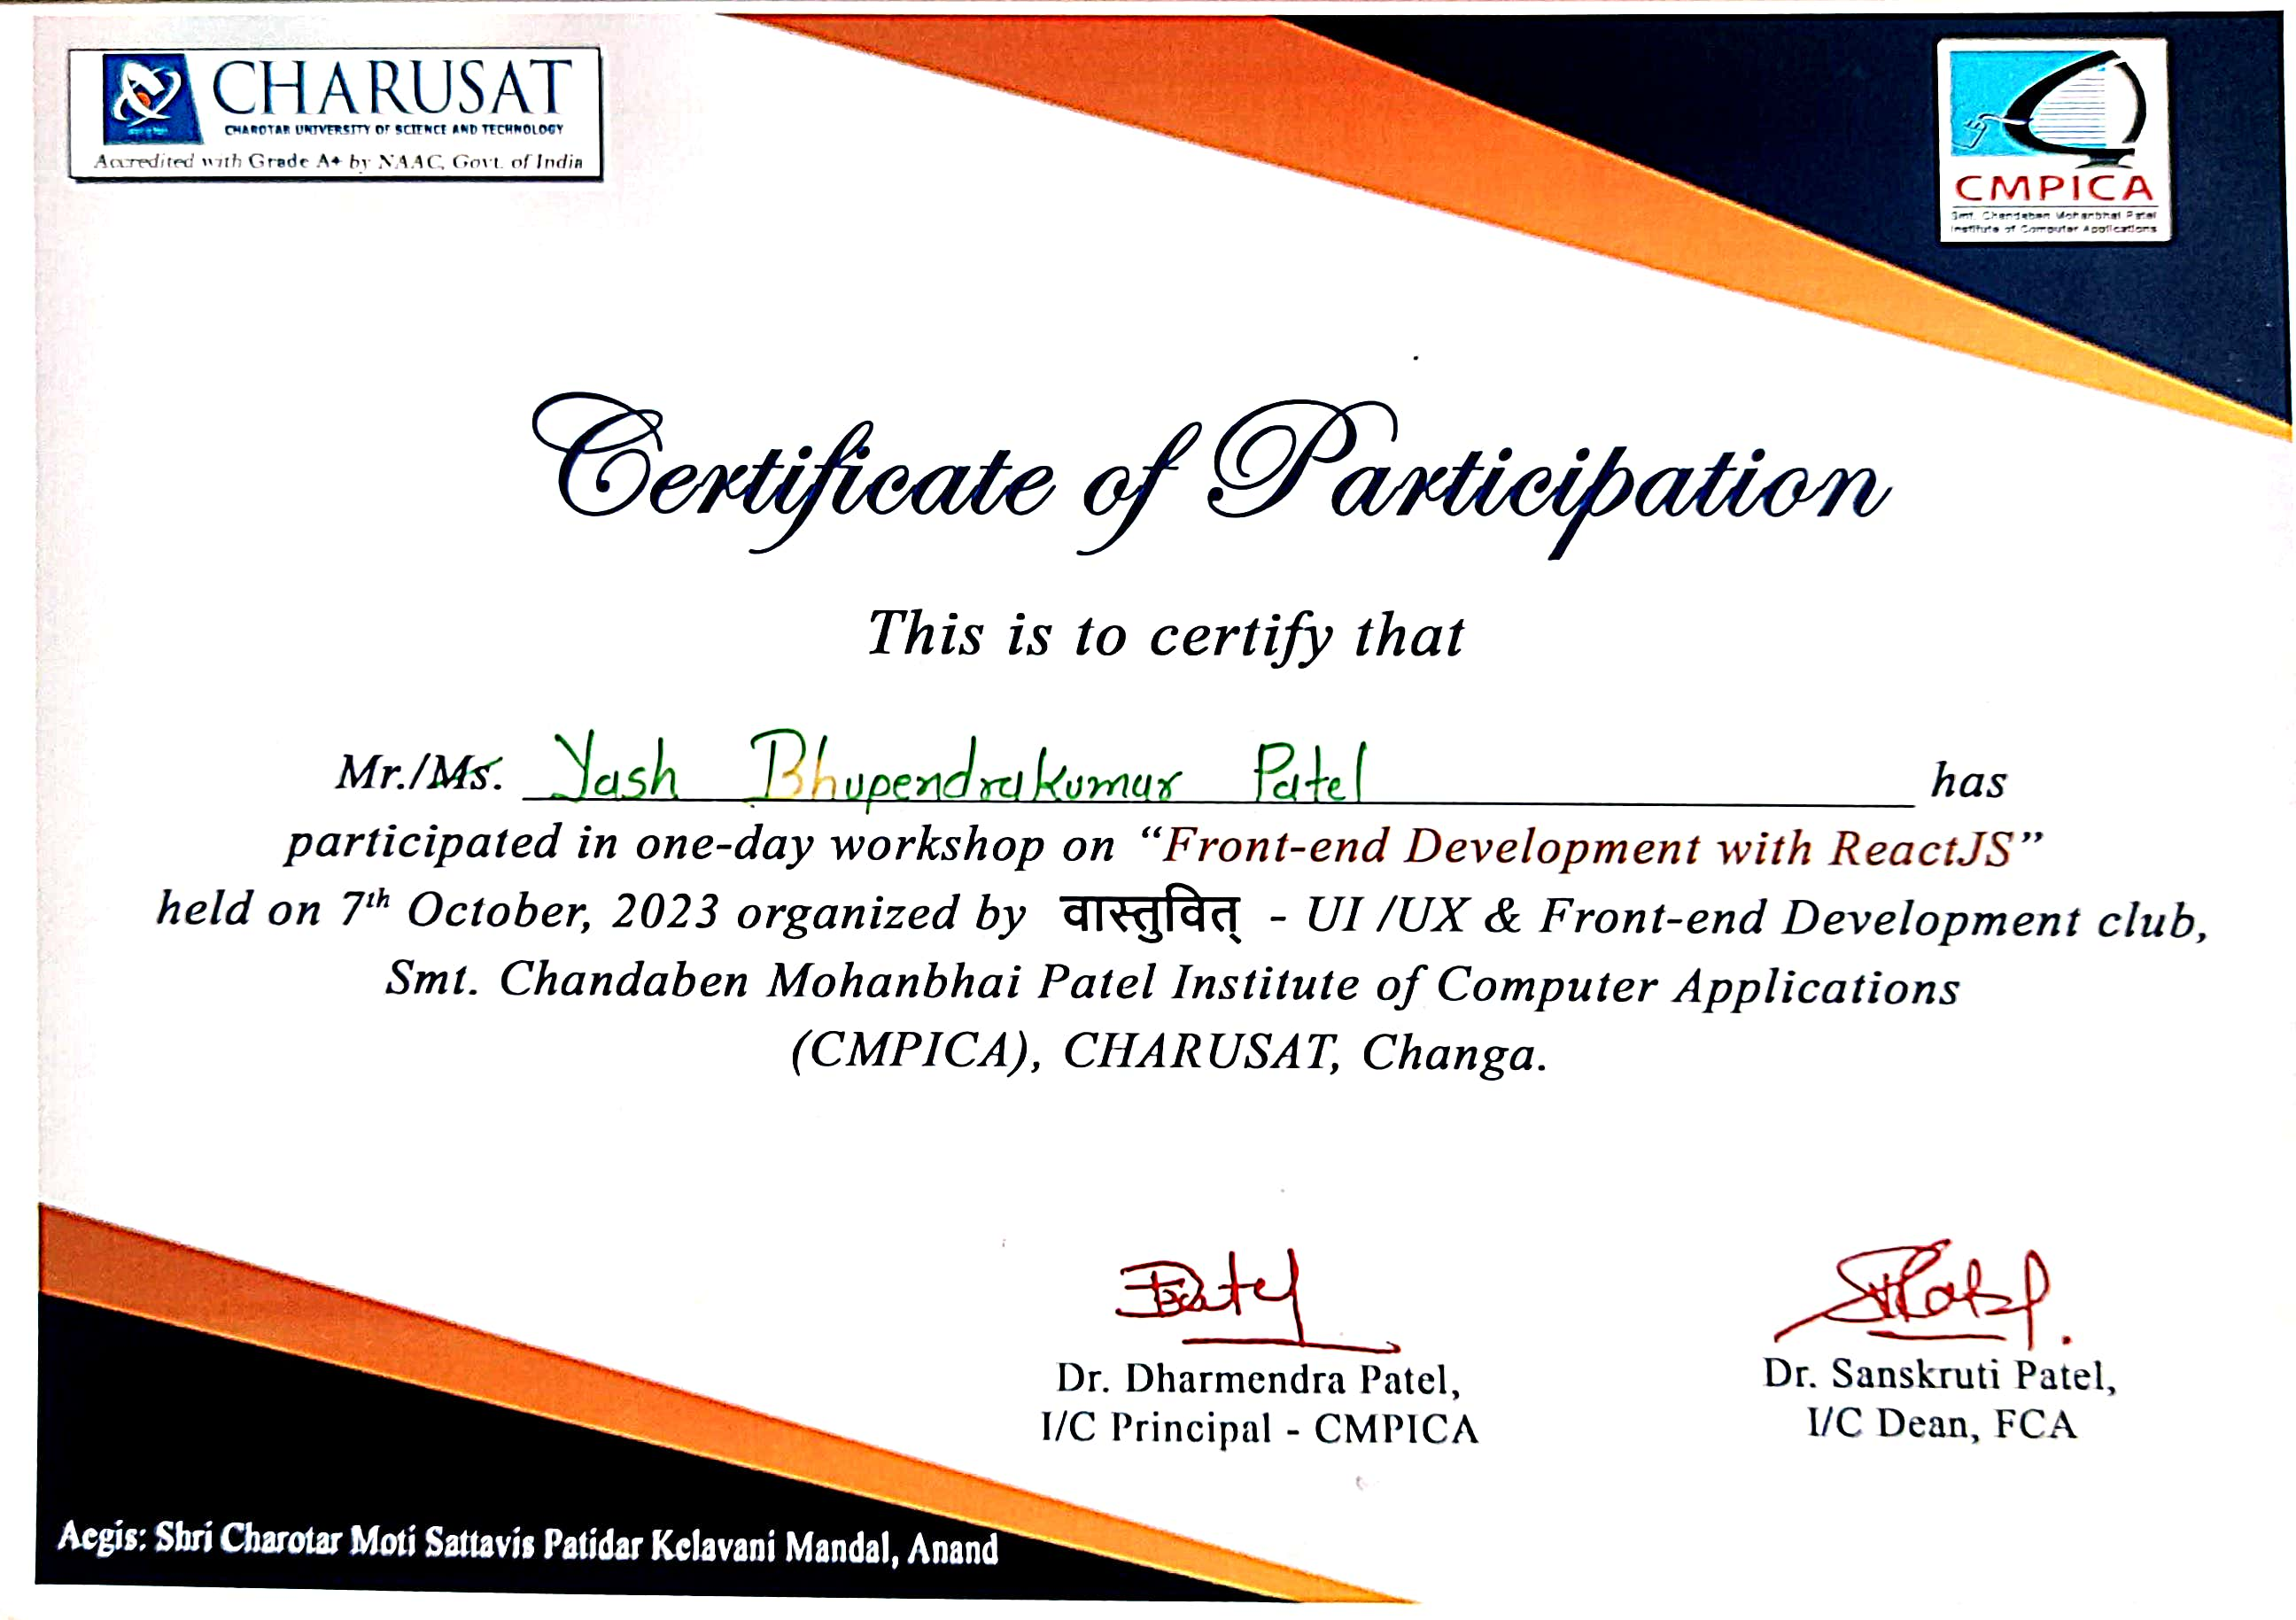 CHARUSAT
CHAROTAR UNIVERSITY OF SCIENCE AND TECHNOLOGY
Accredited with Grade A+ by NAAC, Govt. of India
CMPICA
Smt. Chandaben Mohanbhai Patel
Institute of Computer Applications
Certificate of Participation
This is to certify that
Mr./Ms. Yash Bhupendrakumar Patel has
participated in one-day workshop on “Front-end Development with ReactJS”
held on 7th October, 2023 organized by वास्तुवित् - UI /UX & Front-end Development club,
Smt. Chandaben Mohanbhai Patel Institute of Computer Applications
(CMPICA), CHARUSAT, Changa.
Dr. Dharmendra Patel,
I/C Principal - CMPICA
Dr. Sanskruti Patel,
I/C Dean, FCA
Aegis: Shri Charotar Moti Sattavis Patidar Kelavani Mandal, Anand